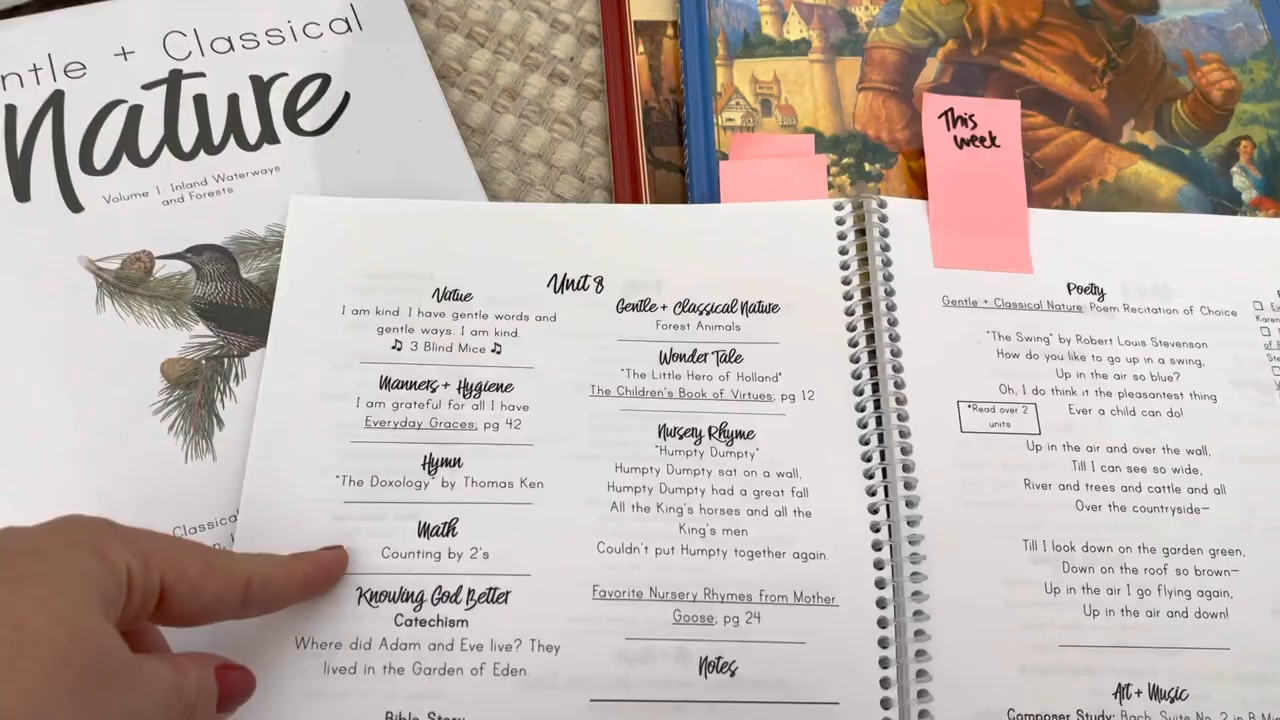 + Classical
Nature
Volume 1: Inland Waterways
and Forests
Classical
This
week
Unit 8
Virtue
I am kind. I have gentle words and
gentle ways. I am kind.
♫ 3 Blind Mice ♫
Manners + Hygiene
I am grateful for all I have
Everyday Graces, pg 42
Hymn
"The Doxology" by Thomas Ken
Math
Counting by 2's
Knowing God Better
Catechism
Where did Adam and Eve live? They
lived in the Garden of Eden.
Bible Story
Gentle + Classical Nature
Forest Animals
Wonder Tale
"The Little Hero of Holland"
The Children's Book of Virtues, pg 12
Nursery Rhyme
"Humpty Dumpty"
Humpty Dumpty sat on a wall,
Humpty Dumpty had a great fall
All the King's horses and all the
King's men
Couldn't put Humpty together again.
Favorite Nursery Rhymes from Mother
Goose, pg 24
Notes
Poetry
Gentle + Classical Nature Poem Recitation of Choice
"The Swing" by Robert Louis Stevenson
How do you like to go up in a swing,
Up in the air so blue?
Oh, I do think it the pleasantest thing
Ever a child can do!
*Read over 2
units
Up in the air and over the wall,
Till I can see so wide,
River and trees and cattle and all
Over the countryside—
Till I look down on the garden green,
Down on the roof so brown—
Up in the air I go flying again,
Up in the air and down!
Art + Music
Composer Study: Bach, Suite No. 2 in B